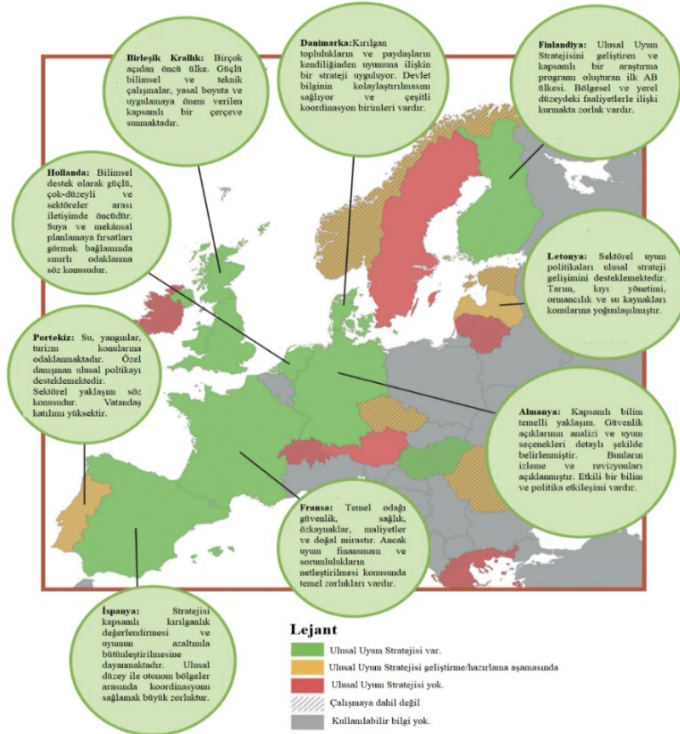 Birleşik Krallık: Birçok
açıdan öncü ülke. Güçlü
bilimsel ve teknik
çalışmalar, yasal boyuta ve
uygulamaya önem verilen
kapsamlı bir çerçeve
sunmaktadır.
Danimarka:Kırılgan
toplulukların ve paydaşların
kendiliğinden uyumuna ilişkin
bir strateji uyguluyor. Devlet
bilginin kolaylaştırılmasını
sağlıyor ve çeşitli
koordinasyon birimleri vardır.
Finlandiya: Ulusal Uyum
Stratejisini geliştiren ve
kapsamlı bir araştırma
programı oluşturan ilk AB
ülkesi. Bölgesel ve yerel
düzeydeki faaliyetlerle ilişki
kurmakta zorluk vardır.
Hollanda: Bilimsel
destek olarak güçlü,
çok-düzeyli ve
sektöreler arası
iletişimde öncüdür.
Suya ve mekânsal
planlamaya fırsatları
görmek bağlamında
sınırlı odaklanma
söz konusudur.
Letonya: Sektörel uyum
politikaları ulusal strateji
gelişimini desteklemektedir.
Tarım, kıyı yönetimi,
ormancılık ve su kaynakları
konularına yoğunlaşılmıştır.
Portekiz: Su, yangınlar,
turizm konularına
odaklanmaktadır. Özel
danışman ulusal poltikayı
desteklemektedir.
Sektörel yaklaşım söz
konusudur. Vatandaş
katılımı yüksektir.
Almanya: Kapsamlı bilim
temelli yaklaşım. Güvenlik
açıklarının analizi ve uyum
seçenekleri detaylı şekilde
belirlenmiştir. Bunların
izleme ve revizyonları
açıklanmıştır. Etkili bir bilim
ve politika etkileşimi vardır.
Fransa: Temel odağı
güvenlik, sağlık,
özkaynaklar, maliyetler
ve doğal mirastır. Ancak
uyum finansmanı ve
sorumlulukların
netleştirilmesi konusunda
temel zorlukları vardır.
İspanya: Stratejisi
kapsamlı kırılganlık
değerlendirmesi ve
uyumun azaltımla
bütünleştirilmesine
dayanmaktadır. Ulusal
düzey ile otonom bölgeler
arasında koordinasyonu
sağlamak büyük zorluktur.
Lejant
Ulusal Uyum Stratejisi var.
Ulusal Uyum Stratejisi geliştirme/hazırlama aşamasında
Ulusal Uyum Stratejisi yok.
Çalışmaya dahil değil
Kullanılabilir bilgi yok.